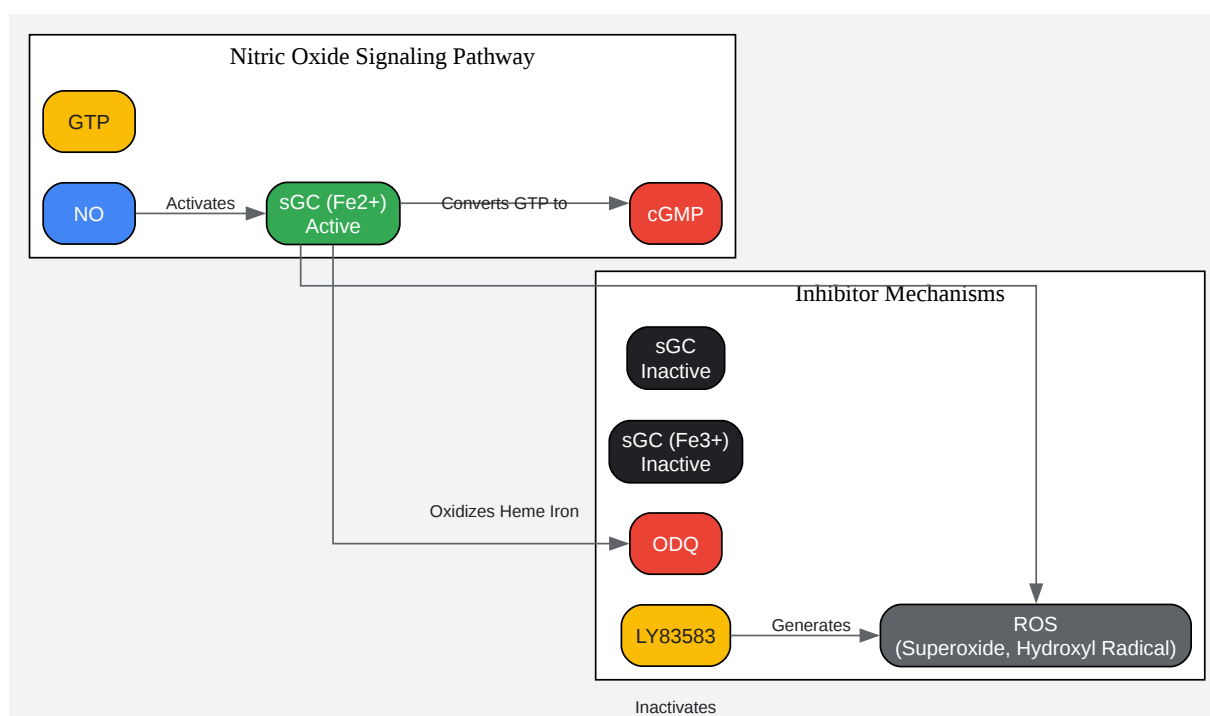 Nitric Oxide Signaling Pathway
GTP
NO
Activates
sGC (Fe2+)
Active
Converts GTP to
cGMP
Inhibitor Mechanisms
sGC
Inactive
sGC (Fe3+)
Inactive
Oxidizes Heme Iron
ODQ
LY83583
Generates
ROS
(Superoxide, Hydroxyl Radical)
Inactivates